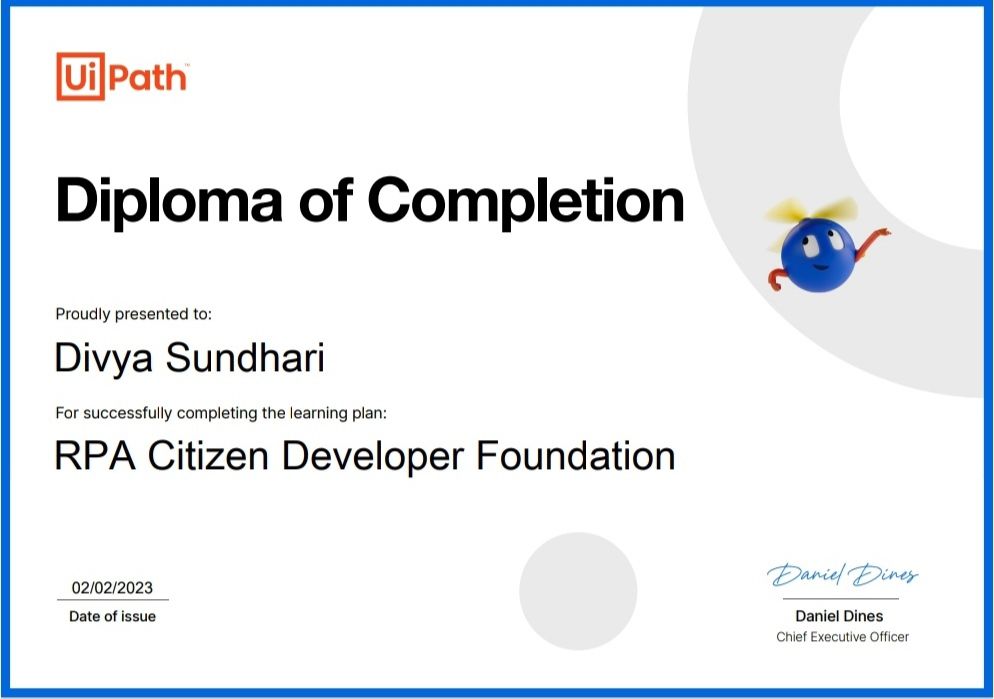 UiPath™
Diploma of Completion
Proudly presented to:
Divya Sundhari
For successfully completing the learning plan:
RPA Citizen Developer Foundation
02/02/2023
Date of issue
Daniel Dines
Daniel Dines
Chief Executive Officer